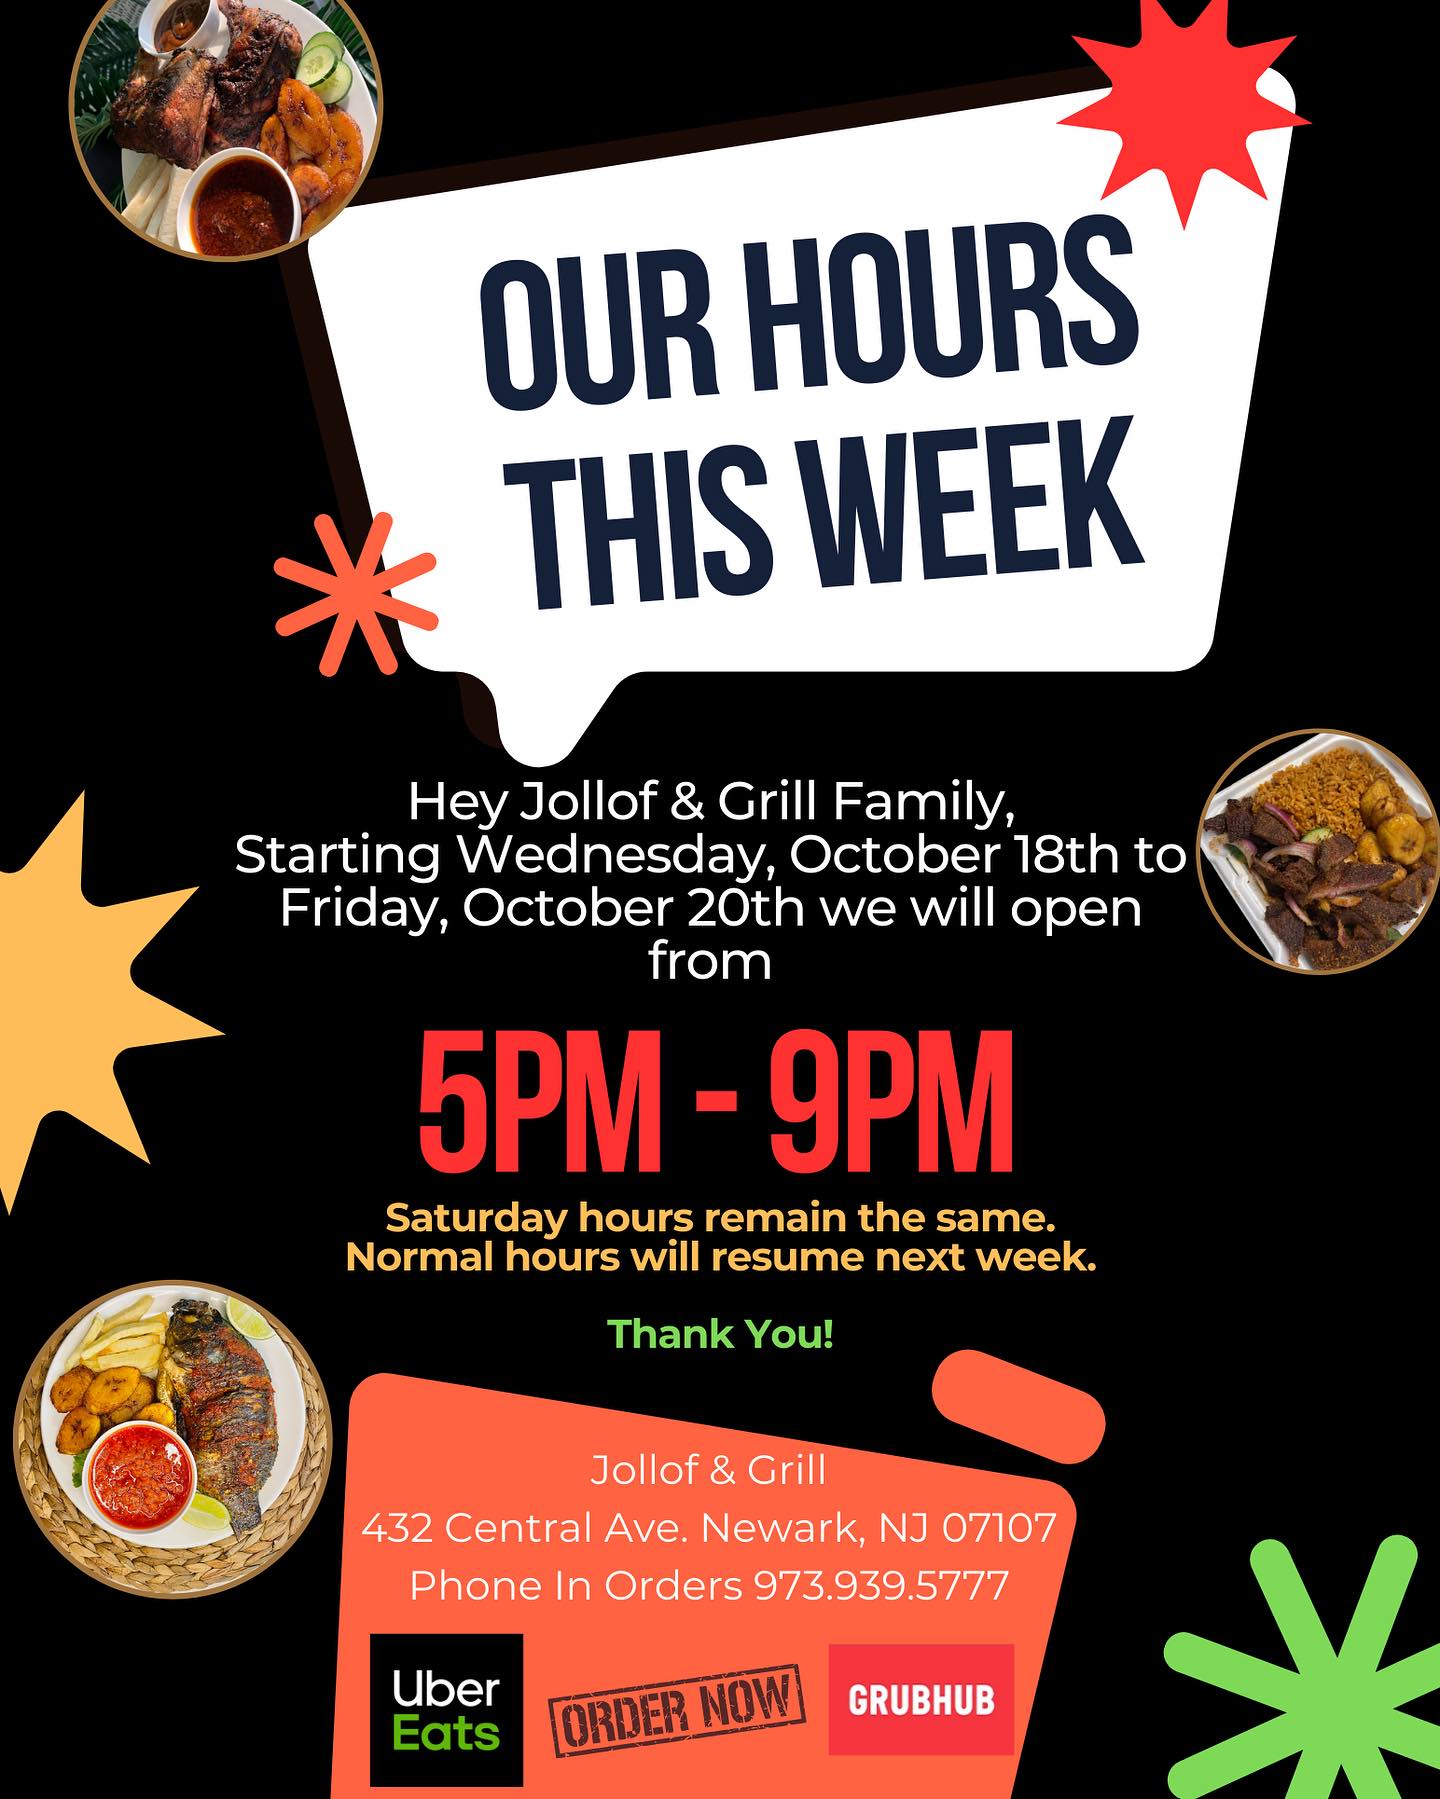 OUR HOURS
THIS WEEK
Hey Jollof & Grill Family,
Starting Wednesday, October 18th to
Friday, October 20th we will open
from
5PM - 9PM
Saturday hours remain the same.
Normal hours will resume next week.
Thank You!
Jollof & Grill
432 Central Ave. Newark, NJ 07107
Phone In Orders 973.939.5777
Uber
Eats
ORDER NOW
GRUBHUB